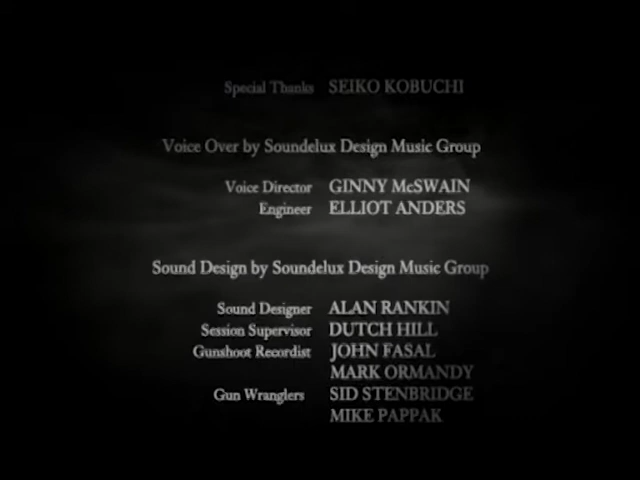 Special Thanks SEIKO KOBUCHI
Voice Over by Soundelux Design Music Group
Voice Director GINNY McSWAIN
Engineer ELLIOT ANDERS
Sound Design by Soundelux Design Music Group
Sound Designer ALAN RANKIN
Session Supervisor DUTCH HILL
Gunshoot Recordist JOHN FASAL
MARK ORMANDY
Gun Wranglers SID STENBRIDGE
MIKE PAPPAK